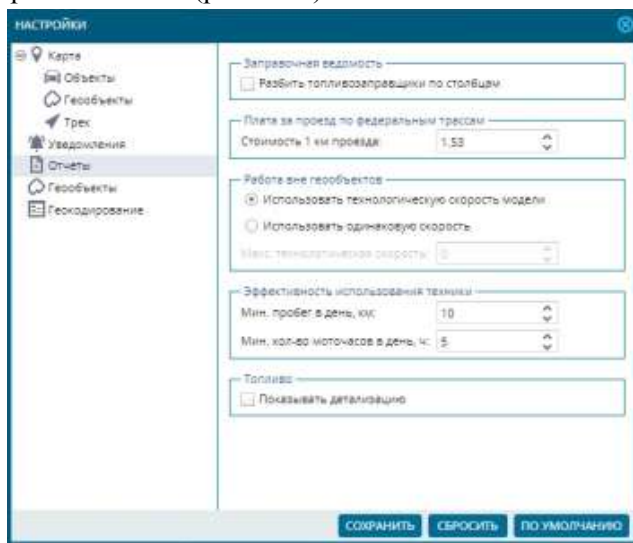 НАСТРОЙКИ
Карта
Объекты
Геообъекты
Трек
Уведомления
Отчёты
Геообъекты
Геокодирование
Заправочная ведомость
Разбить топливозаправщики по столбцам
Плата за проезд по федеральным трассам
Стоимость 1 км проезда: 1,53
Работа вне геообъектов
Использовать технологическую скорость модели
Использовать одинаковую скорость
Макс. технологическая скорость: 0
Эффективность использования техники
Мин. пробег в день, км: 10
Мин. кол-во моточасов в день, ч: 5
Топливо
Показывать детализацию
СОХРАНИТЬ СБРОСИТЬ ПО УМОЛЧАНИЮ